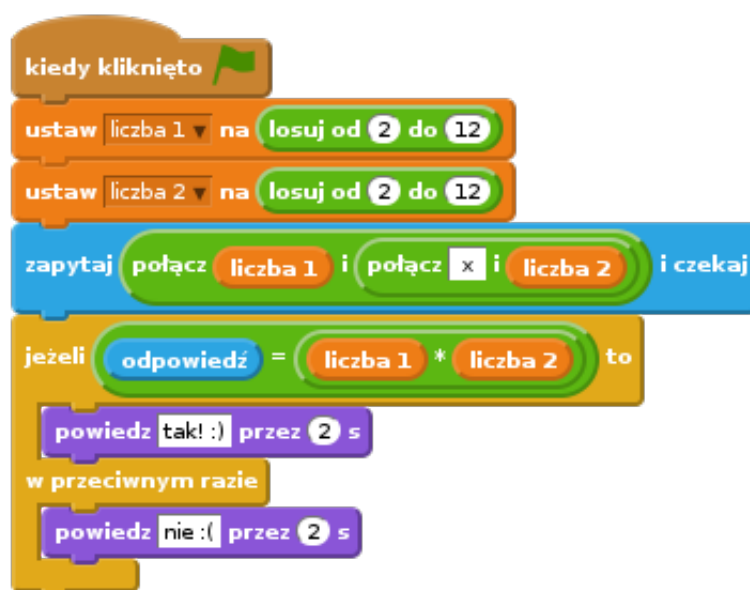 kiedy kliknięto
ustaw liczba 1 na losuj od 2 do 12
ustaw liczba 2 na losuj od 2 do 12
zapytaj połącz liczba 1 i połącz x i liczba 2 i czekaj
jeżeli odpowiedź = liczba 1 * liczba 2 to
powiedz tak! :) przez 2 s
w przeciwnym razie
powiedz nie :( przez 2 s